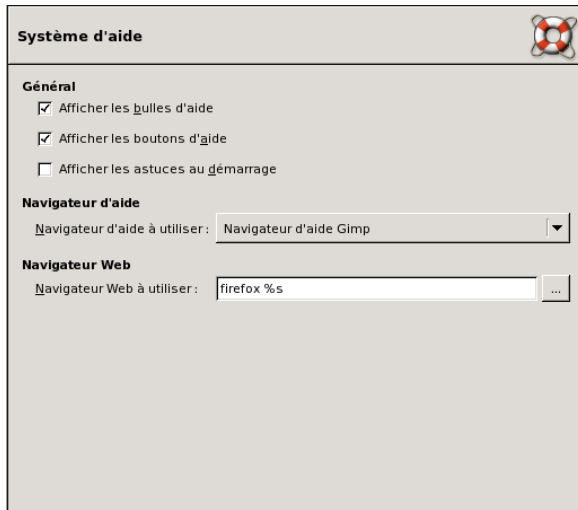 Système d'aide
Général
Afficher les bulles d'aide
Afficher les boutons d'aide
Afficher les astuces au démarrage
Navigateur d'aide
Navigateur d'aide à utiliser : Navigateur d'aide Gimp
Navigateur Web
Navigateur Web à utiliser : firefox %s ...